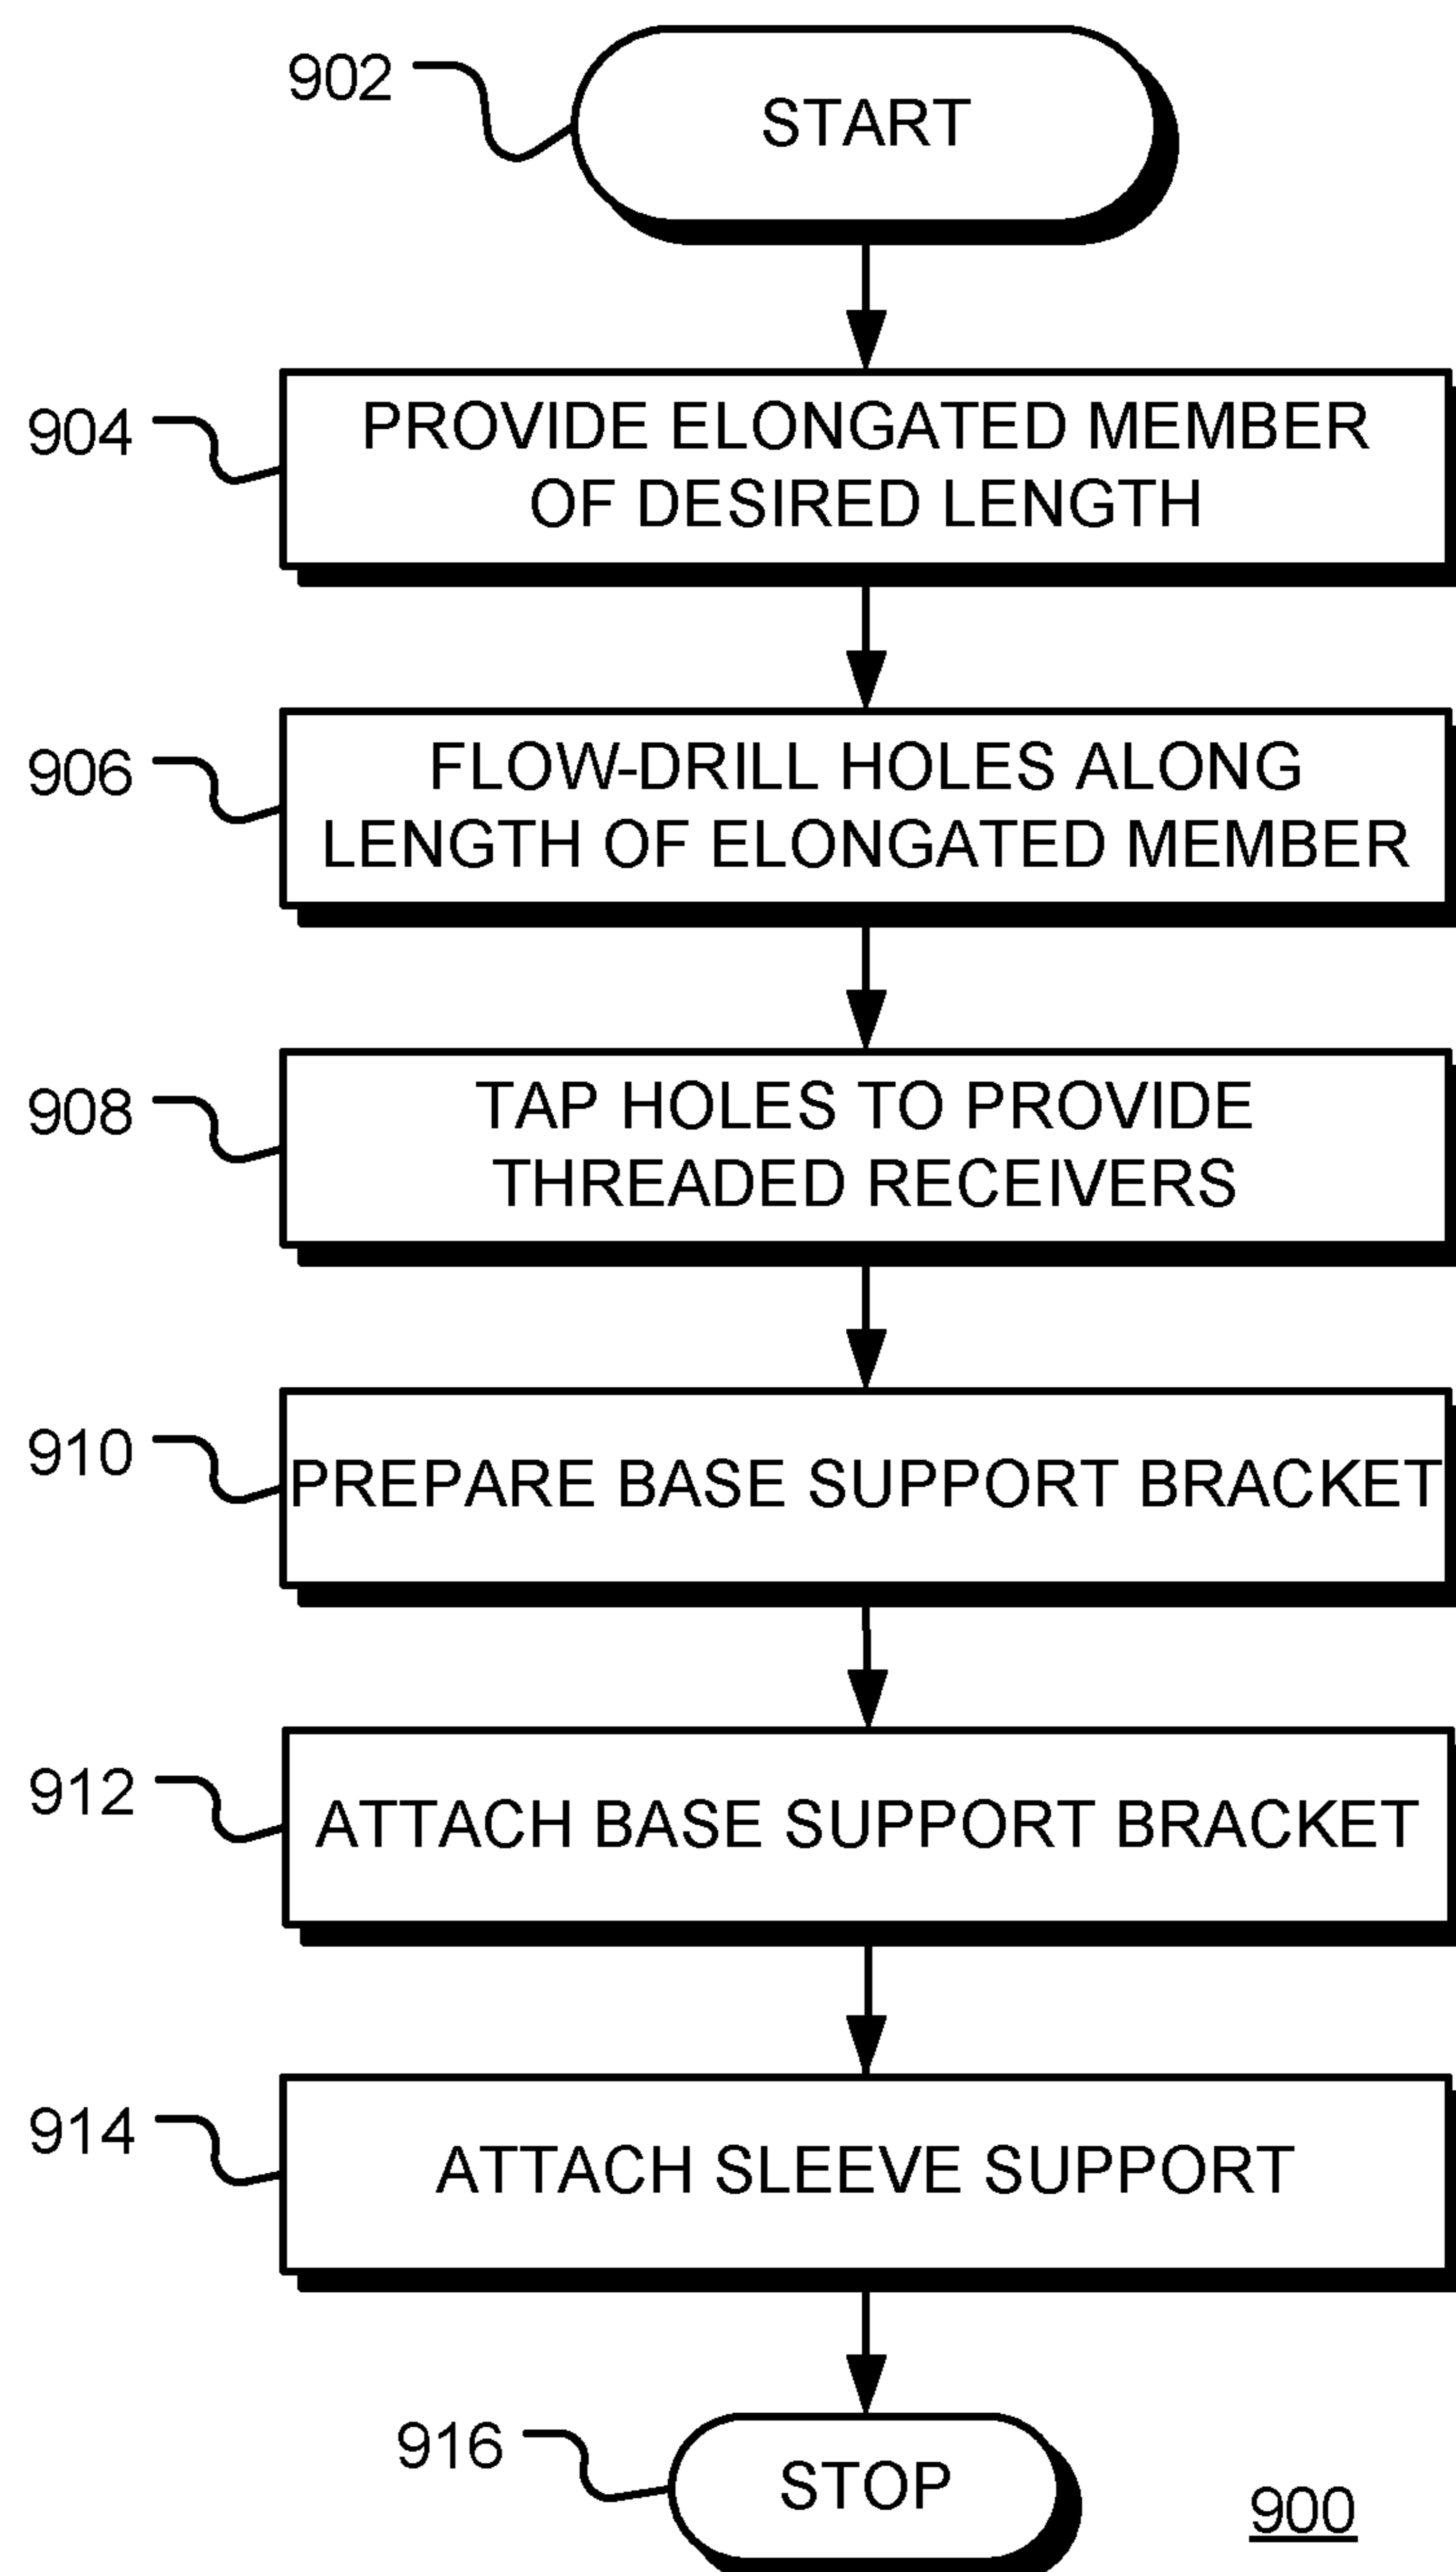 902
START
904
PROVIDE ELONGATED MEMBER
OF DESIRED LENGTH
906
FLOW-DRILL HOLES ALONG
LENGTH OF ELONGATED MEMBER
908
TAP HOLES TO PROVIDE
THREADED RECEIVERS
910
PREPARE BASE SUPPORT BRACKET
912
ATTACH BASE SUPPORT BRACKET
914
ATTACH SLEEVE SUPPORT
916
STOP
900